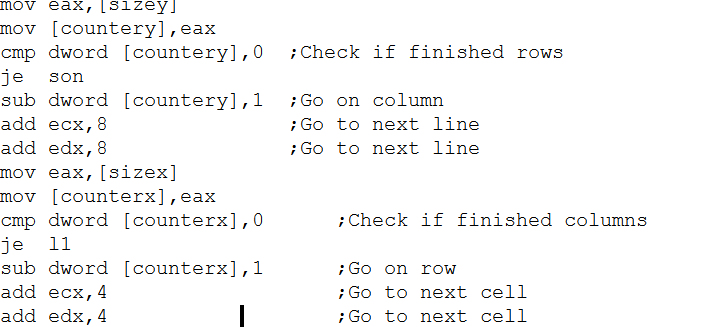 mov eax,[sizey]
mov [countery],eax
cmp dword [countery],0  ;Check if finished rows
je  son
sub dword [countery],1  ;Go on column
add ecx,8               ;Go to next line
add edx,8               ;Go to next line
mov eax,[sizex]
mov [counterx],eax
cmp dword [counterx],0      ;Check if finished columns
je  l1
sub dword [counterx],1      ;Go on row
add ecx,4                   ;Go to next cell
add edx,4                   ;Go to next cell